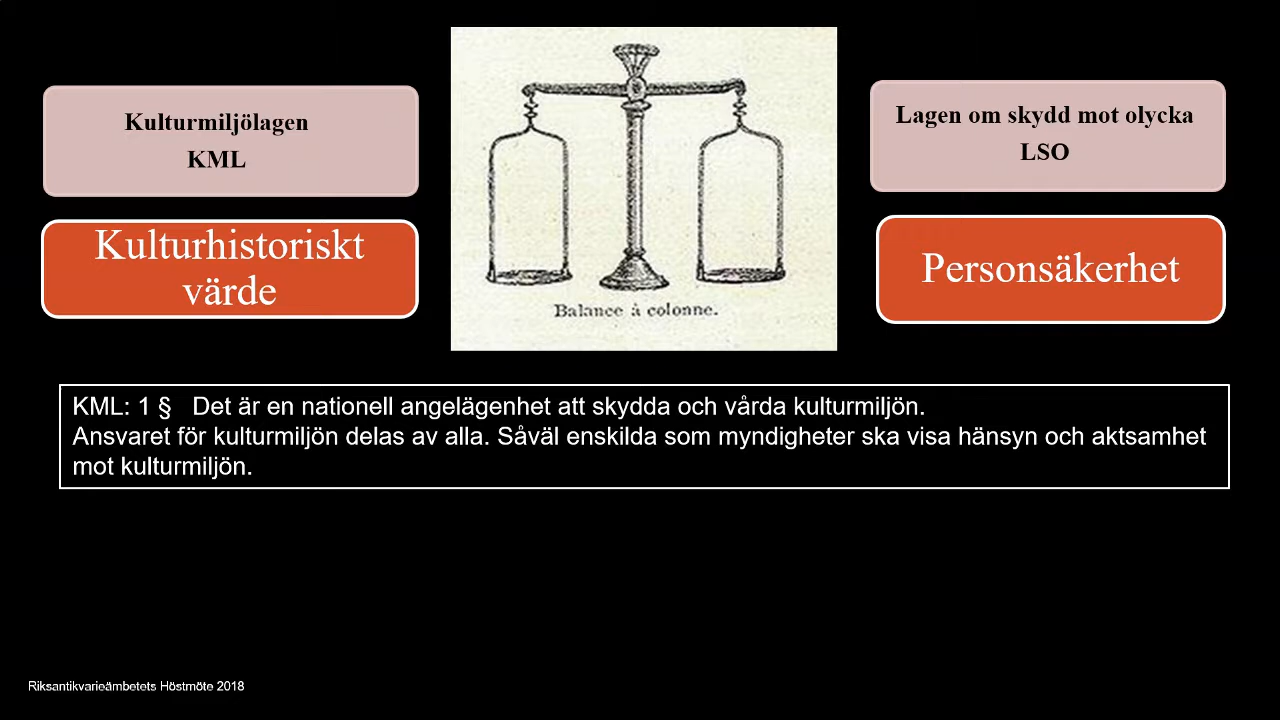 Kulturmiljölagen
KML
Kulturhistoriskt
värde
Balance à colonne.
Lagen om skydd mot olycka
LSO
Personsäkerhet
KML: 1 § Det är en nationell angelägenhet att skydda och vårda kulturmiljön.
Ansvaret för kulturmiljön delas av alla. Såväl enskilda som myndigheter ska visa hänsyn och aktsamhet
mot kulturmiljön.
Riksantikvarieämbetets Höstmöte 2018